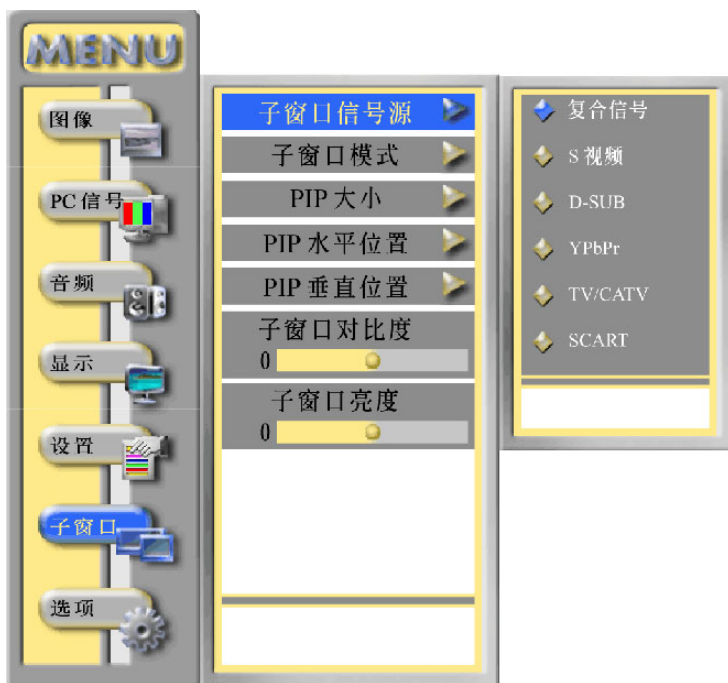 MENU
图像
PC 信号
音频
显示
设置
子窗口
选项
子窗口信号源
子窗口模式
PIP 大小
PIP 水平位置
PIP 垂直位置
子窗口对比度
0
子窗口亮度
0
复合信号
S 视频
D-SUB
YPbPr
TV/CATV
SCART